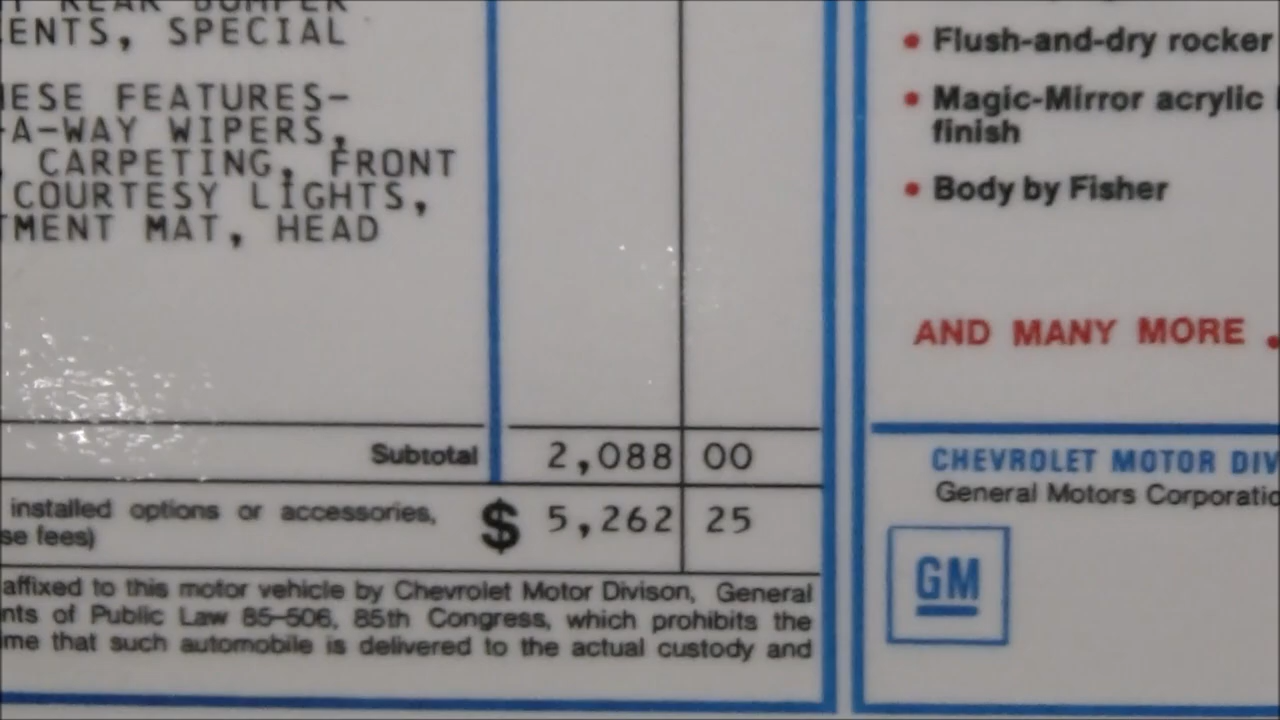 REAR BUMPER
ENTS, SPECIAL
ESE FEATURES-
-A-WAY WIPERS,
CARPETING, FRONT
COURTESY LIGHTS,
TMENT MAT, HEAD
Subtotal 2,088 00
installed options or accessories, $ 5,262 25
se fees)
affixed to this motor vehicle by Chevrolet Motor Divison, General
nts of Public Law 85-506, 85th Congress, which prohibits the
me that such automobile is delivered to the actual custody and
• Flush-and-dry rocker
• Magic-Mirror acrylic
finish
• Body by Fisher
AND MANY MORE .
CHEVROLET MOTOR DIV
General Motors Corporatio
GM